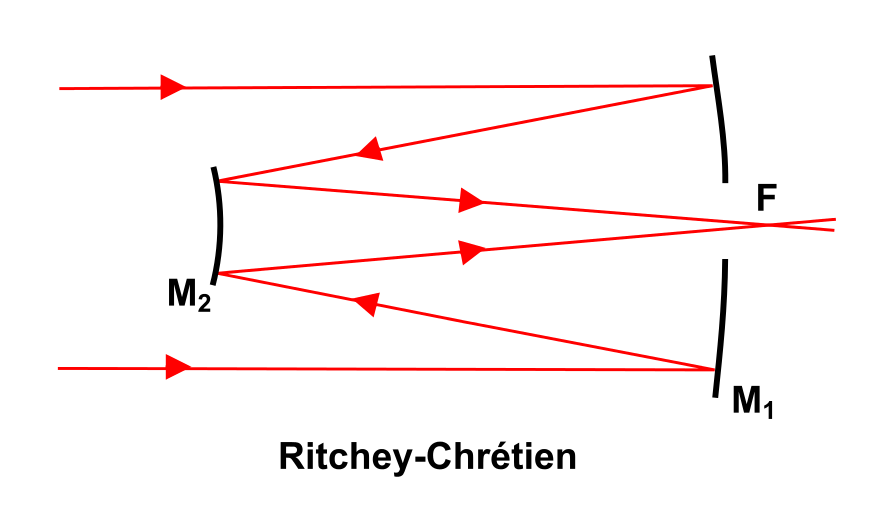 F
M₂
M₁
Ritchey-Chrétien